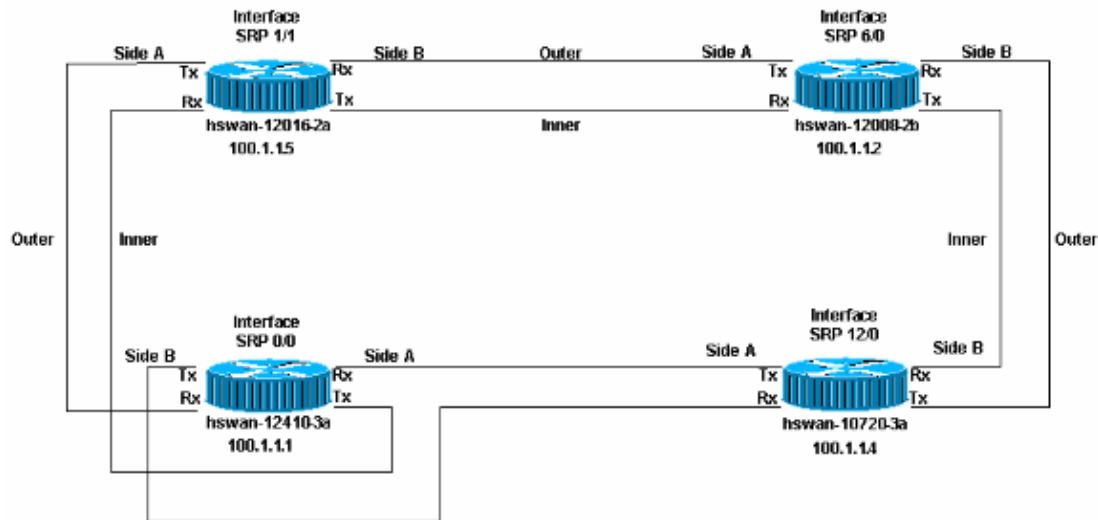 Interface
SRP 1/1
Interface
SRP 6/0
Side A
Side B
Outer
Side A
Side B
Tx
Rx
Tx
Rx
Rx
Tx
Rx
Tx
hswan-12016-2a
Inner
hswan-12008-2b
100.1.1.5
100.1.1.2
Outer
Inner
Inner
Outer
Interface
SRP 0/0
Interface
SRP 12/0
Side B
Side A
Side A
Side B
Tx
Rx
Tx
Rx
Rx
Tx
Rx
Tx
hswan-12410-3a
hswan-10720-3a
100.1.1.1
100.1.1.4